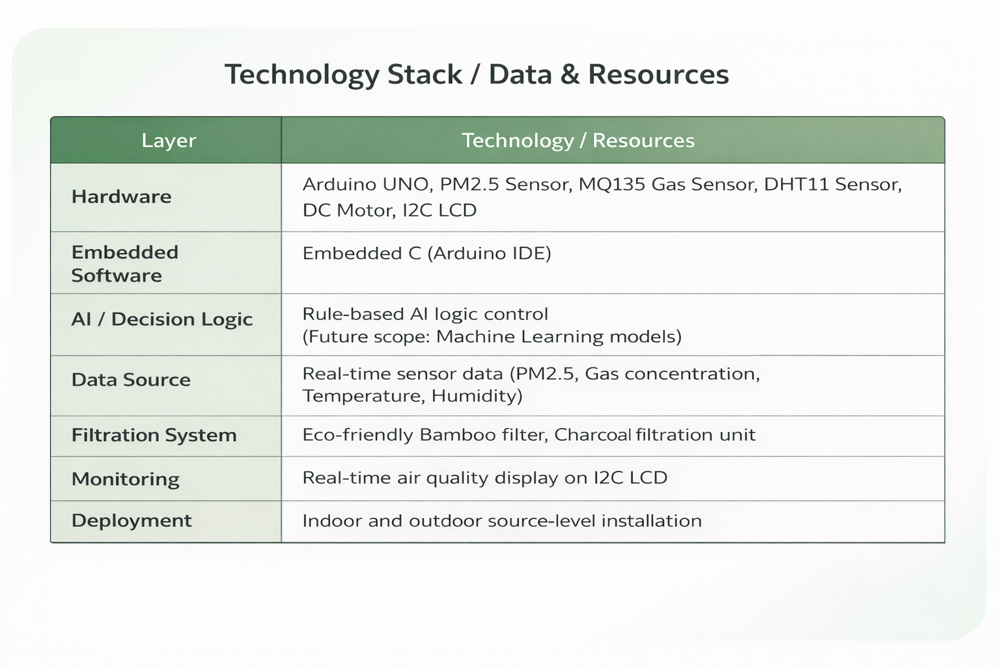 Technology Stack / Data & Resources
Layer
Technology / Resources
Hardware
Arduino UNO, PM2.5 Sensor, MQ135 Gas Sensor, DHT11 Sensor,
DC Motor, I2C LCD
Embedded
Software
Embedded C (Arduino IDE)
AI / Decision Logic
Rule-based AI logic control
(Future scope: Machine Learning models)
Data Source
Real-time sensor data (PM2.5, Gas concentration,
Temperature, Humidity)
Filtration System
Eco-friendly Bamboo filter, Charcoal filtration unit
Monitoring
Real-time air quality display on I2C LCD
Deployment
Indoor and outdoor source-level installation